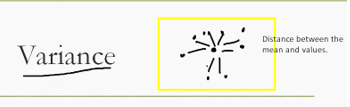 Variance
Distance between the
mean and values.